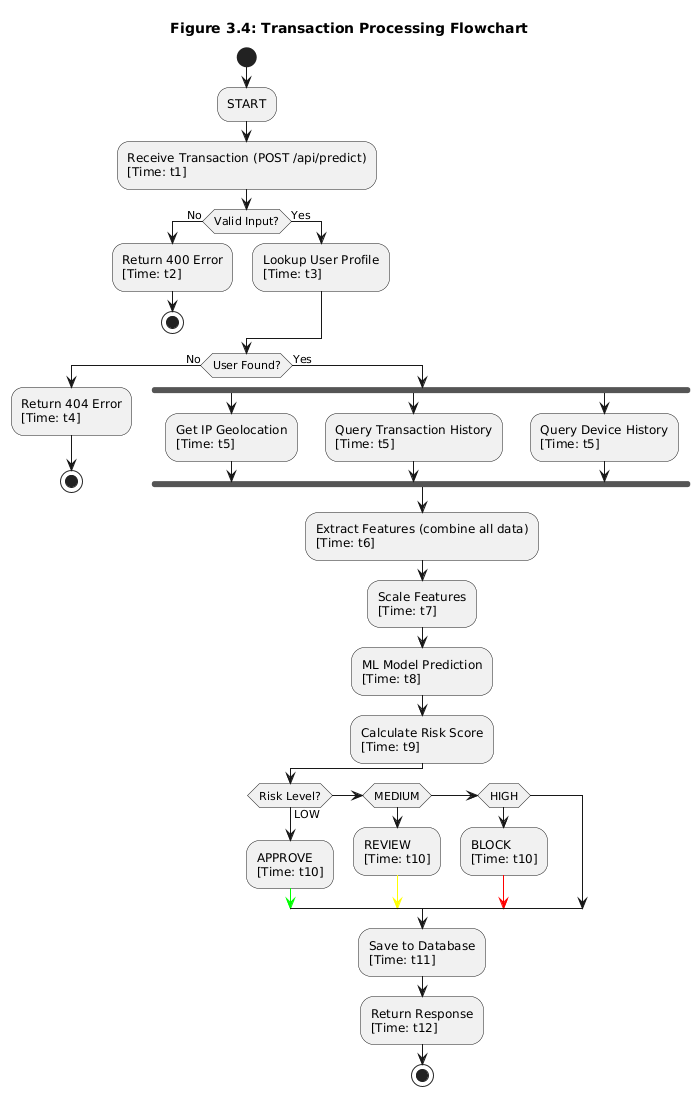 Figure 3.4: Transaction Processing Flowchart
START
Receive Transaction (POST /api/predict)
[Time: t1]
No
Valid Input?
Yes
Return 400 Error
[Time: t2]
Lookup User Profile
[Time: t3]
No
User Found?
Yes
Return 404 Error
[Time: t4]
Get IP Geolocation
[Time: t5]
Query Transaction History
[Time: t5]
Query Device History
[Time: t5]
Extract Features (combine all data)
[Time: t6]
Scale Features
[Time: t7]
ML Model Prediction
[Time: t8]
Calculate Risk Score
[Time: t9]
Risk Level?
MEDIUM
HIGH
LOW
APPROVE
[Time: t10]
REVIEW
[Time: t10]
BLOCK
[Time: t10]
Save to Database
[Time: t11]
Return Response
[Time: t12]